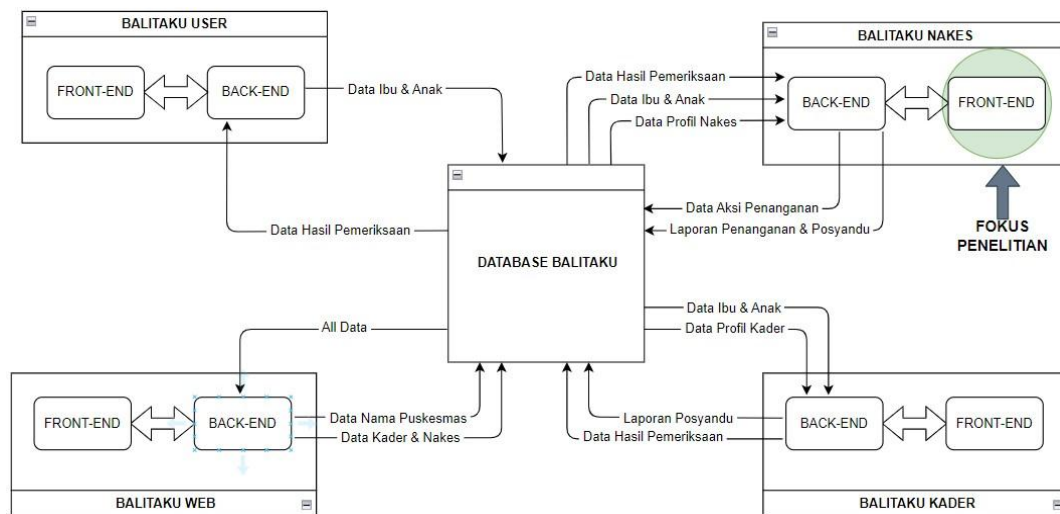 BALITAKU USER
FRONT-END
BACK-END
Data Ibu & Anak
Data Hasil Pemeriksaan
BALITAKU NAKES
BACK-END
FRONT-END
Data Hasil Pemeriksaan
Data Ibu & Anak
Data Profil Nakes
Data Aksi Penanganan
Laporan Penanganan & Posyandu
FOKUS
PENELITIAN
DATABASE BALITAKU
All Data
FRONT-END
BACK-END
Data Nama Puskesmas
Data Kader & Nakes
BALITAKU WEB
Data Ibu & Anak
Data Profil Kader
Laporan Posyandu
Data Hasil Pemeriksaan
BACK-END
FRONT-END
BALITAKU KADER